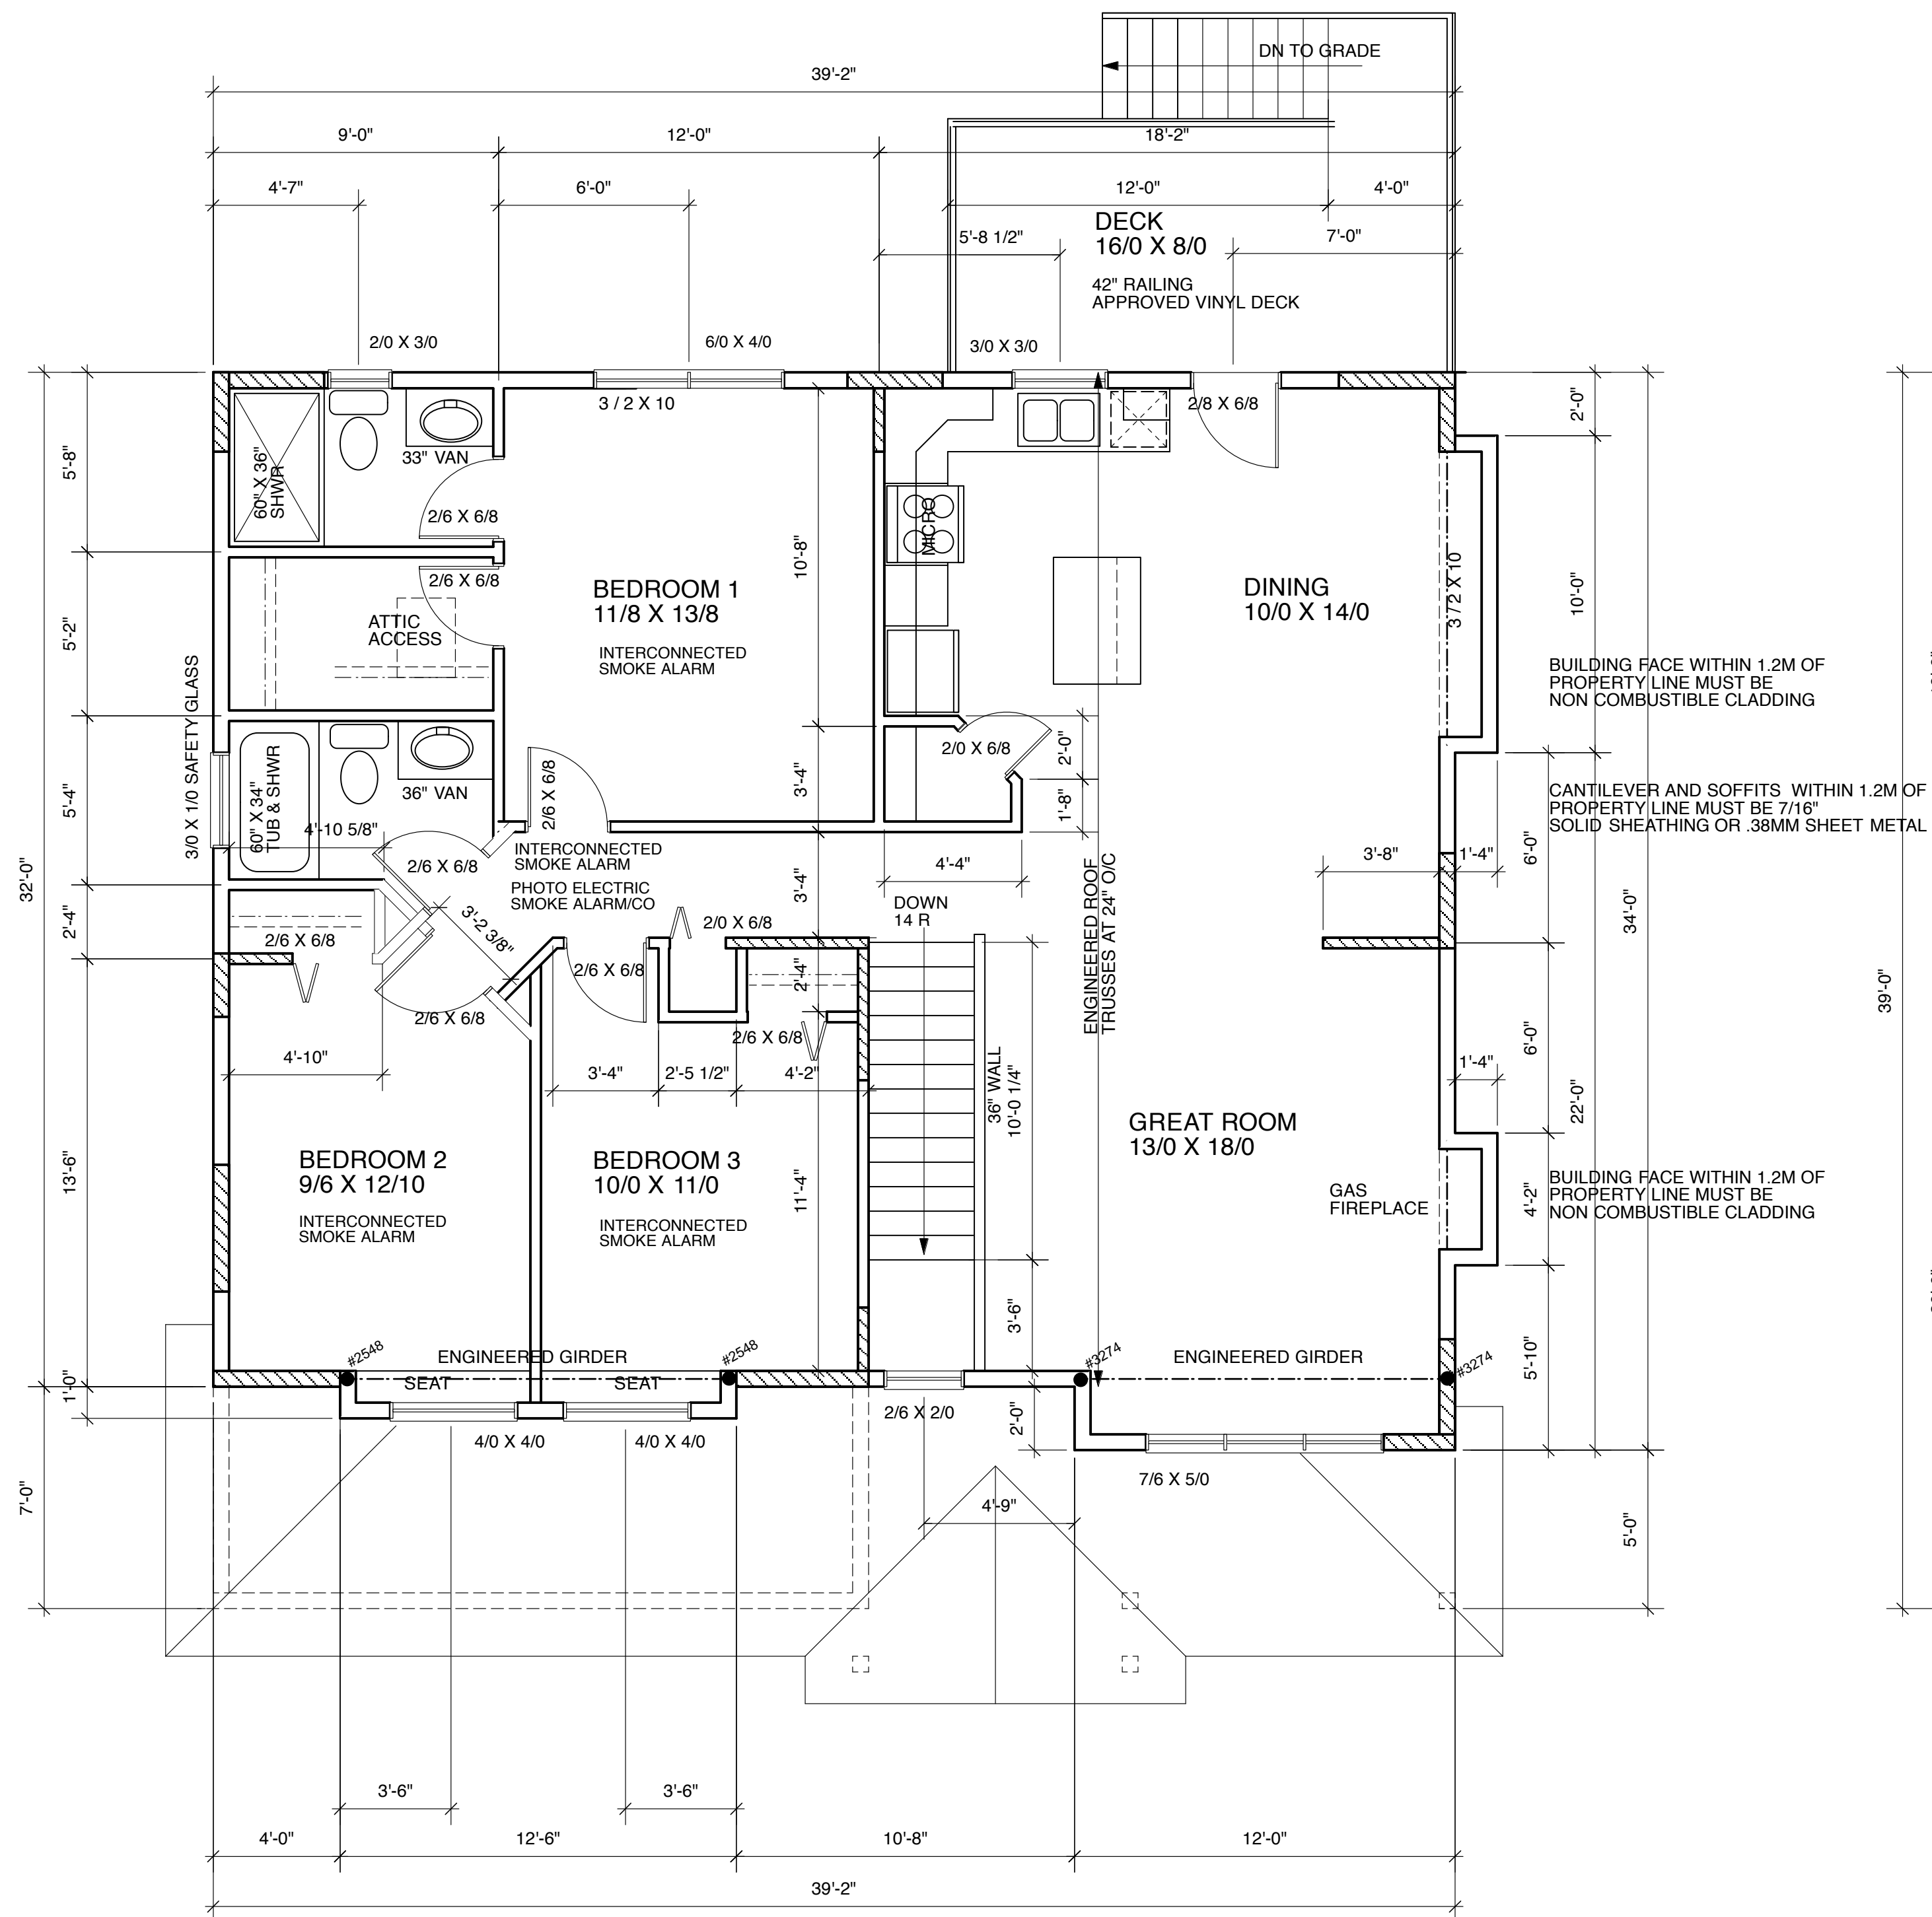 DN TO GRADE
39'-2"
9'-0"
12'-0"
18'-2"
4'-7"
6'-0"
12'-0"
4'-0"
DECK
16/0 X 8/0
5'-8 1/2"
7'-0"
42" RAILING
APPROVED VINYL DECK
2/0 X 3/0
6/0 X 4/0
3/0 X 3/0
3 / 2 X 10
2/8 X 6/8
2'-0"
33" VAN
60" X 36"
SHWR
5'-8"
2/6 X 6/8
MICRO
10'-8"
2/6 X 6/8
BEDROOM 1
11/8 X 13/8
DINING
10/0 X 14/0
3 / 2 X 10
10'-0"
ATTIC
ACCESS
5'-2"
INTERCONNECTED
SMOKE ALARM
BUILDING FACE WITHIN 1.2M OF
PROPERTY LINE MUST BE
NON COMBUSTIBLE CLADDING
3/0 X 1/0 SAFETY GLASS
2/0 X 6/8
2'-0"
1'-8"
5'-4"
36" VAN
60" X 34"
TUB & SHWR
2/6 X 6/8
3'-4"
CANTILEVER AND SOFFITS WITHIN 1.2M OF
PROPERTY LINE MUST BE 7/16"
SOLID SHEATHING OR .38MM SHEET METAL
4'-10 5/8"
2/6 X 6/8
INTERCONNECTED
SMOKE ALARM
PHOTO ELECTRIC
SMOKE ALARM/CO
3'-4"
4'-4"
3'-8"
1'-4"
6'-0"
32'-0"
34'-0"
39'-0"
2'-4"
2/6 X 6/8
3'-2 3/8"
2/0 X 6/8
DOWN
14 R
ENGINEERED ROOF
TRUSSES AT 24" O/C
2/6 X 6/8
2'-4"
2/6 X 6/8
2/6 X 6/8
6'-0"
4'-10"
3'-4"
2'-5 1/2"
4'-2"
36" WALL
10'-0 1/4"
1'-4"
22'-0"
GREAT ROOM
13/0 X 18/0
13'-6"
BEDROOM 2
9/6 X 12/10
BEDROOM 3
10/0 X 11/0
11'-4"
GAS
FIREPLACE
4'-2"
BUILDING FACE WITHIN 1.2M OF
PROPERTY LINE MUST BE
NON COMBUSTIBLE CLADDING
INTERCONNECTED
SMOKE ALARM
INTERCONNECTED
SMOKE ALARM
3'-6"
5'-10"
#2548
ENGINEERED GIRDER
#2548
#3274
ENGINEERED GIRDER
#3274
1'-0"
SEAT
SEAT
2/6 X 2/0
2'-0"
4/0 X 4/0
4/0 X 4/0
7/6 X 5/0
7'-0"
4'-9"
5'-0"
3'-6"
3'-6"
4'-0"
12'-6"
10'-8"
12'-0"
39'-2"